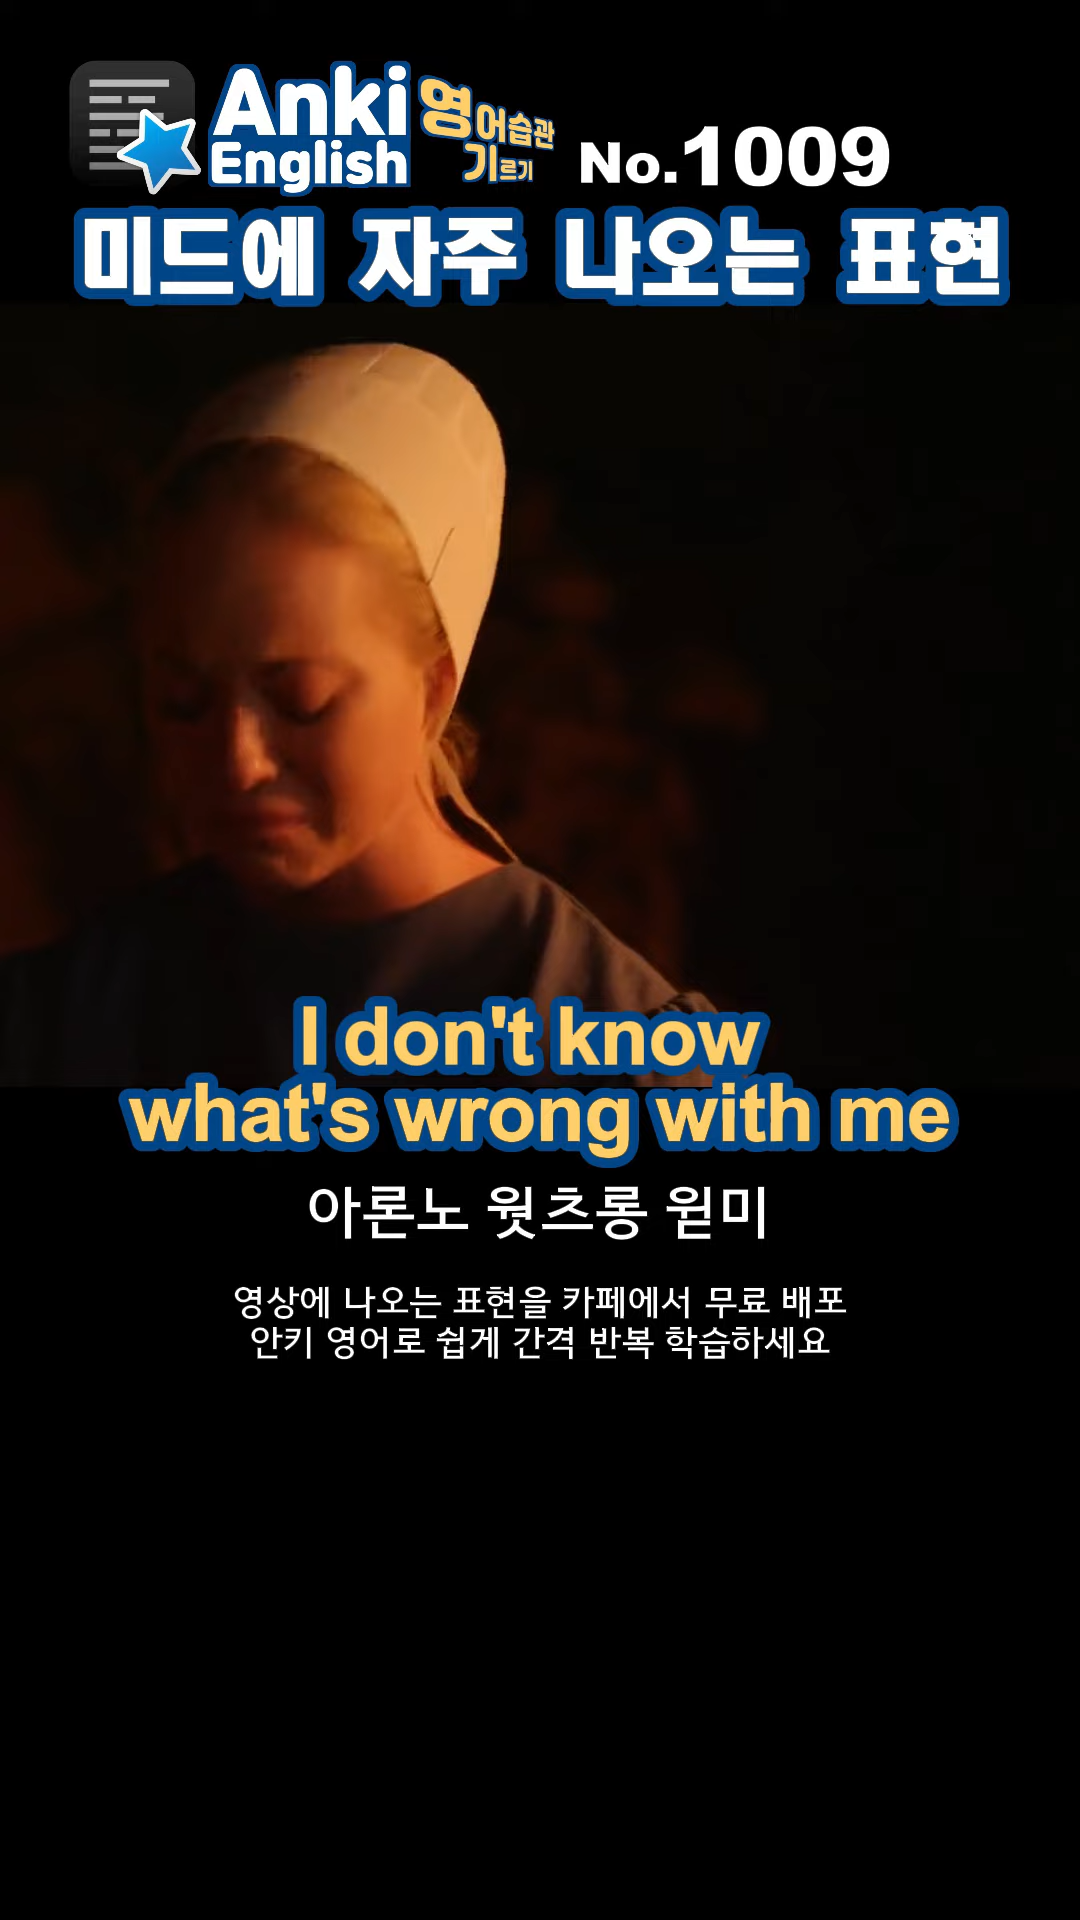 Anki English 영어습관 기르기 No.1009
미드에 자주 나오는 표현
I don't know
what's wrong with me
아론노 웟츠롱 윋미
영상에 나오는 표현을 카페에서 무료 배포
안키 영어로 쉽게 간격 반복 학습하세요